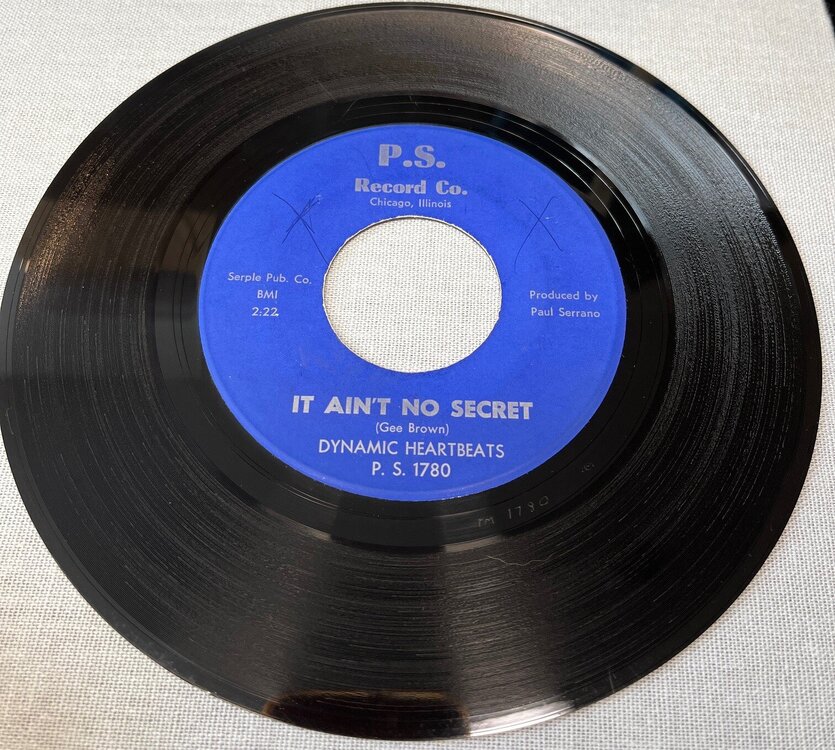 P.S.
Record Co.
Chicago, Illinois
Serple Pub. Co.
BMI
2:22
Produced by
Paul Serrano
IT AIN'T NO SECRET
(Gee Brown)
DYNAMIC HEARTBEATS
P. S. 1780